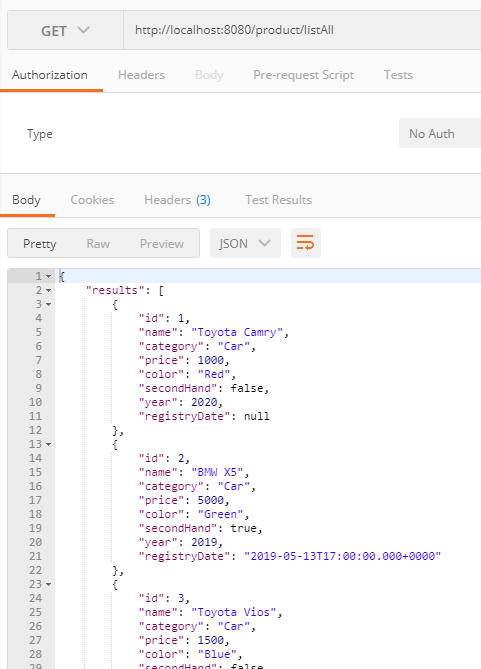 GET http://localhost:8080/product/listAll
Authorization Headers Body Pre-request Script Tests
Type No Auth
Body Cookies Headers (3) Test Results
Pretty Raw Preview JSON
1 {
2 "results": [
3 {
4 "id": 1,
5 "name": "Toyota Camry",
6 "category": "Car",
7 "price": 1000,
8 "color": "Red",
9 "secondHand": false,
10 "year": 2020,
11 "registryDate": null
12 },
13 {
14 "id": 2,
15 "name": "BMW X5",
16 "category": "Car",
17 "price": 5000,
18 "color": "Green",
19 "secondHand": true,
20 "year": 2019,
21 "registryDate": "2019-05-13T17:00:00.000+0000"
22 },
23 {
24 "id": 3,
25 "name": "Toyota Vios",
26 "category": "Car",
27 "price": 1500,
28 "color": "Blue",
29 "secondHand": false